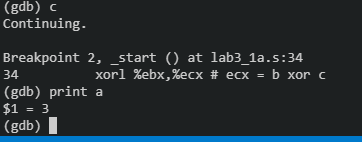 (gdb) c
Continuing.

Breakpoint 2, _start () at lab3_1a.s:34
34          xorl %ebx,%ecx # ecx = b xor c
(gdb) print a
$1 = 3
(gdb)